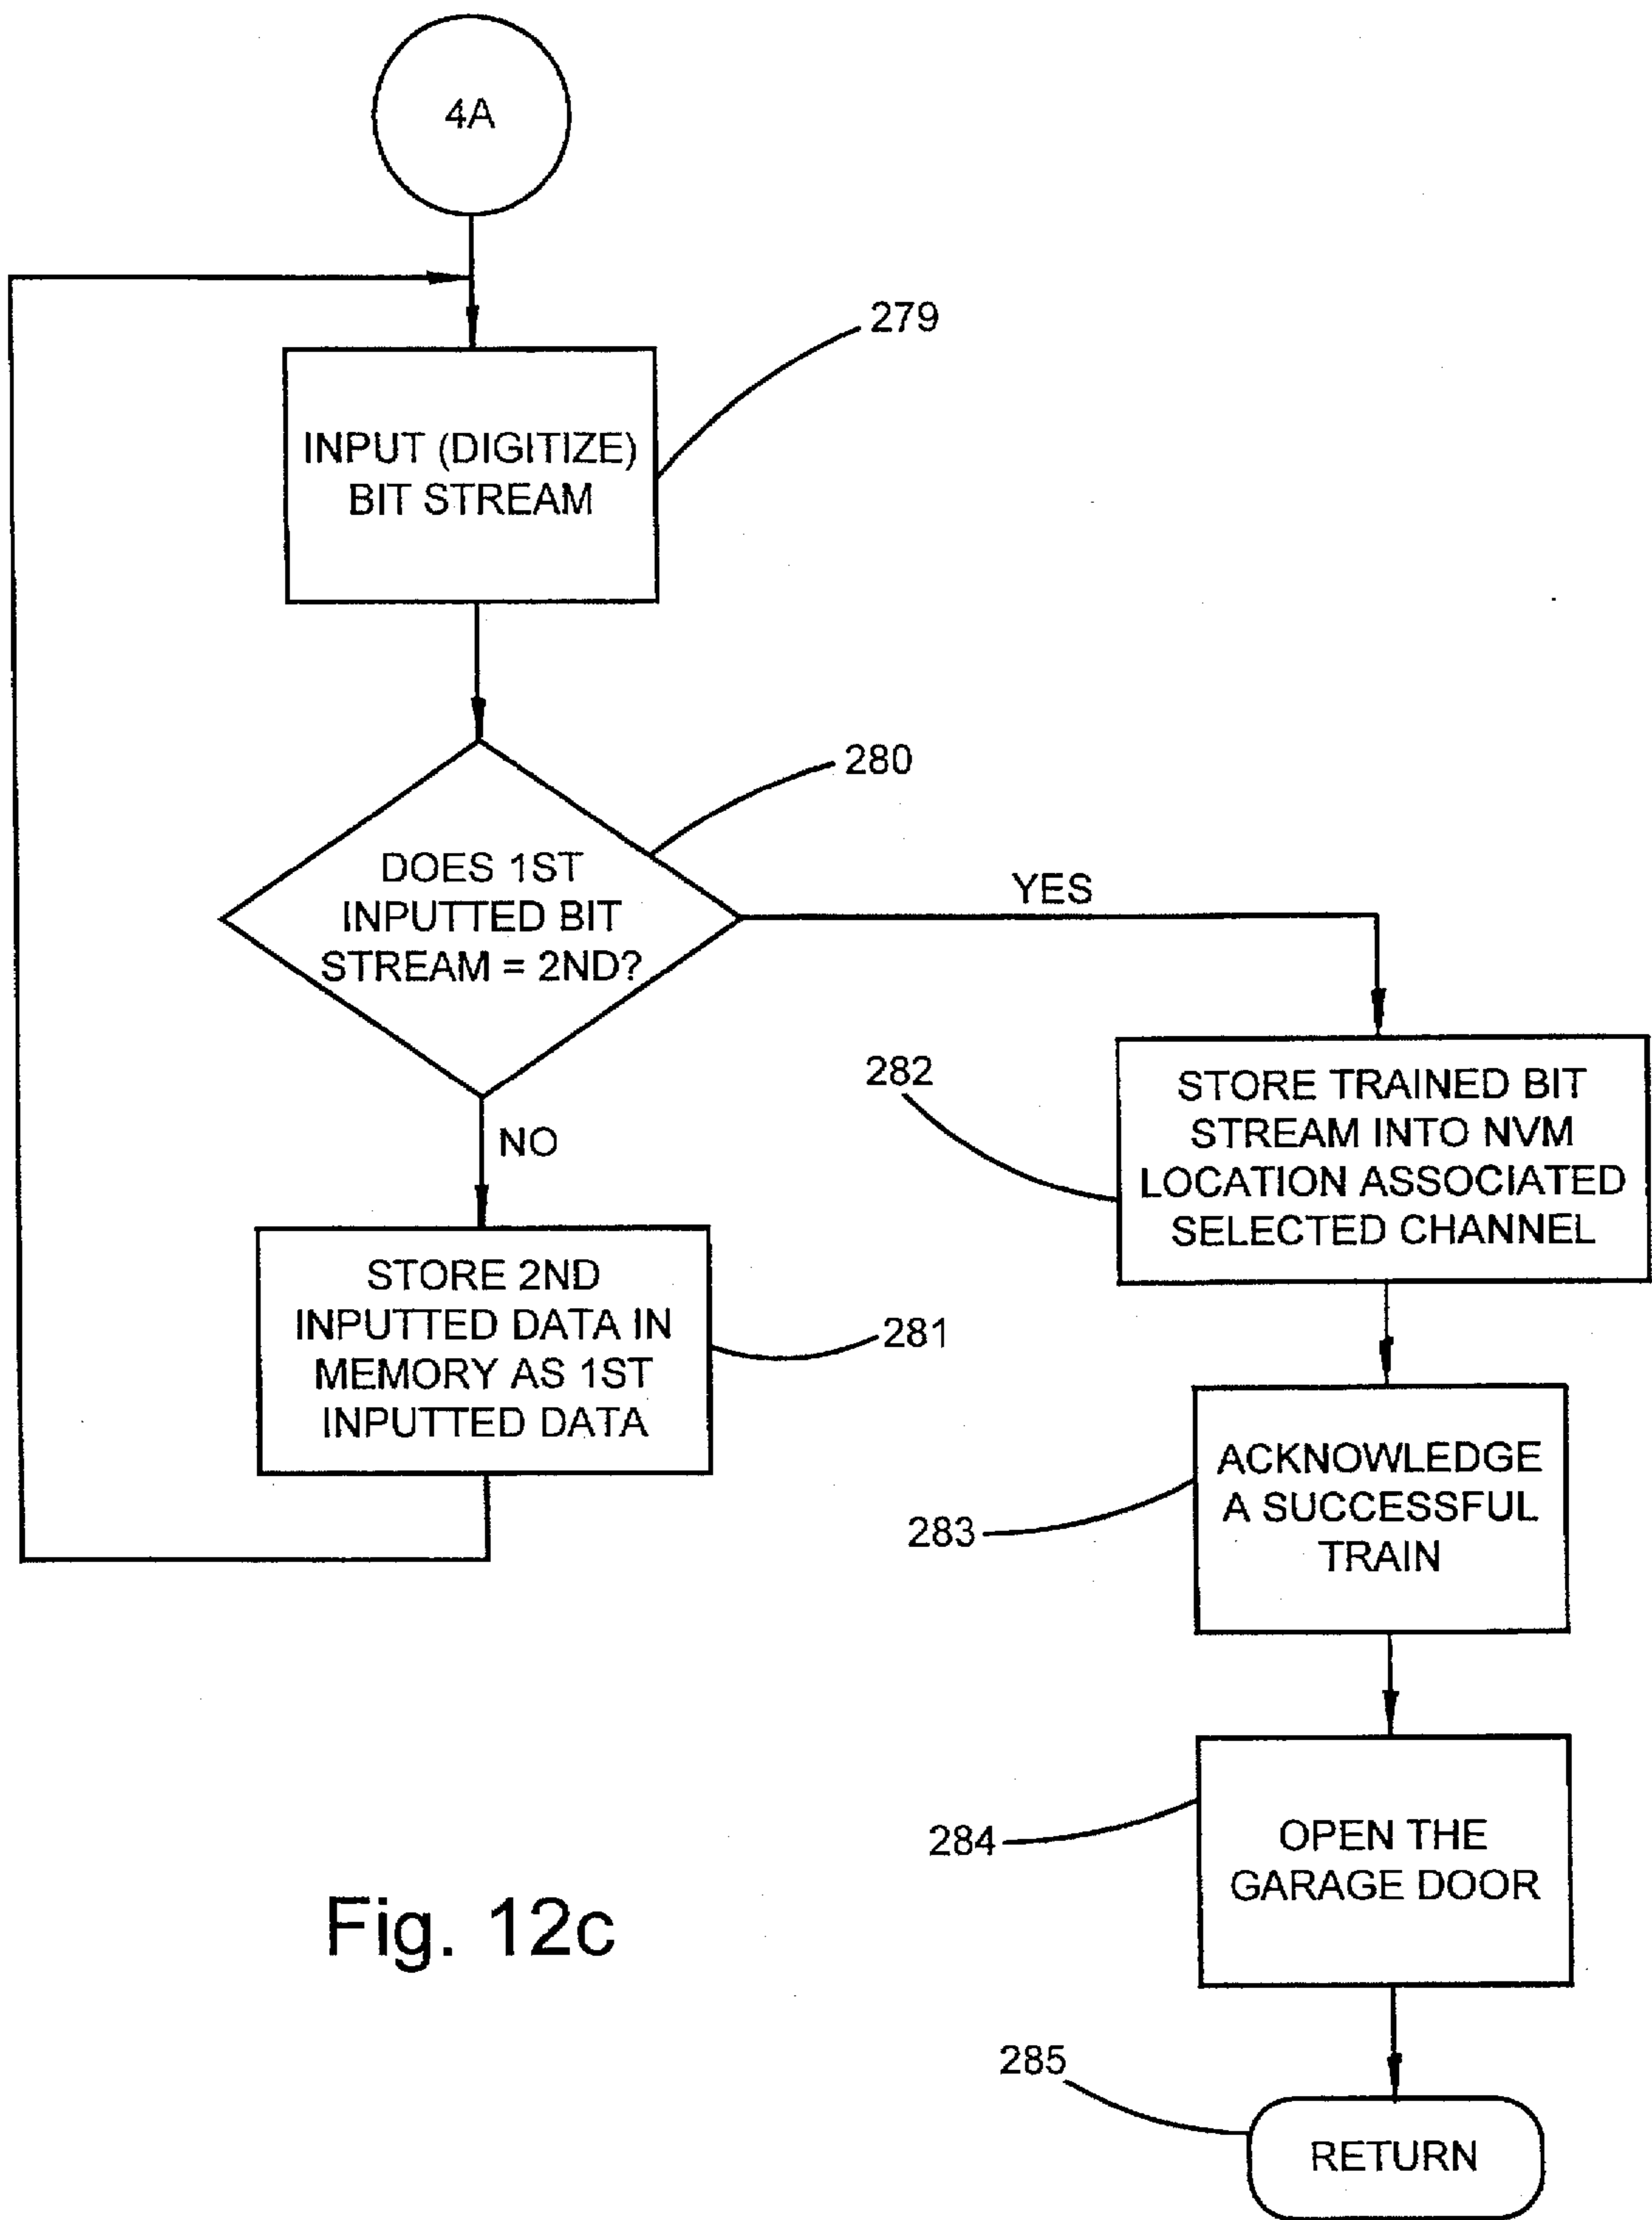 4A
279
INPUT (DIGITIZE)
BIT STREAM
280
DOES 1ST
INPUTTED BIT
STREAM = 2ND?
YES
NO
281
STORE 2ND
INPUTTED DATA IN
MEMORY AS 1ST
INPUTTED DATA
282
STORE TRAINED BIT
STREAM INTO NVM
LOCATION ASSOCIATED
SELECTED CHANNEL
283
ACKNOWLEDGE
A SUCCESSFUL
TRAIN
284
OPEN THE
GARAGE DOOR
285
RETURN
Fig. 12c